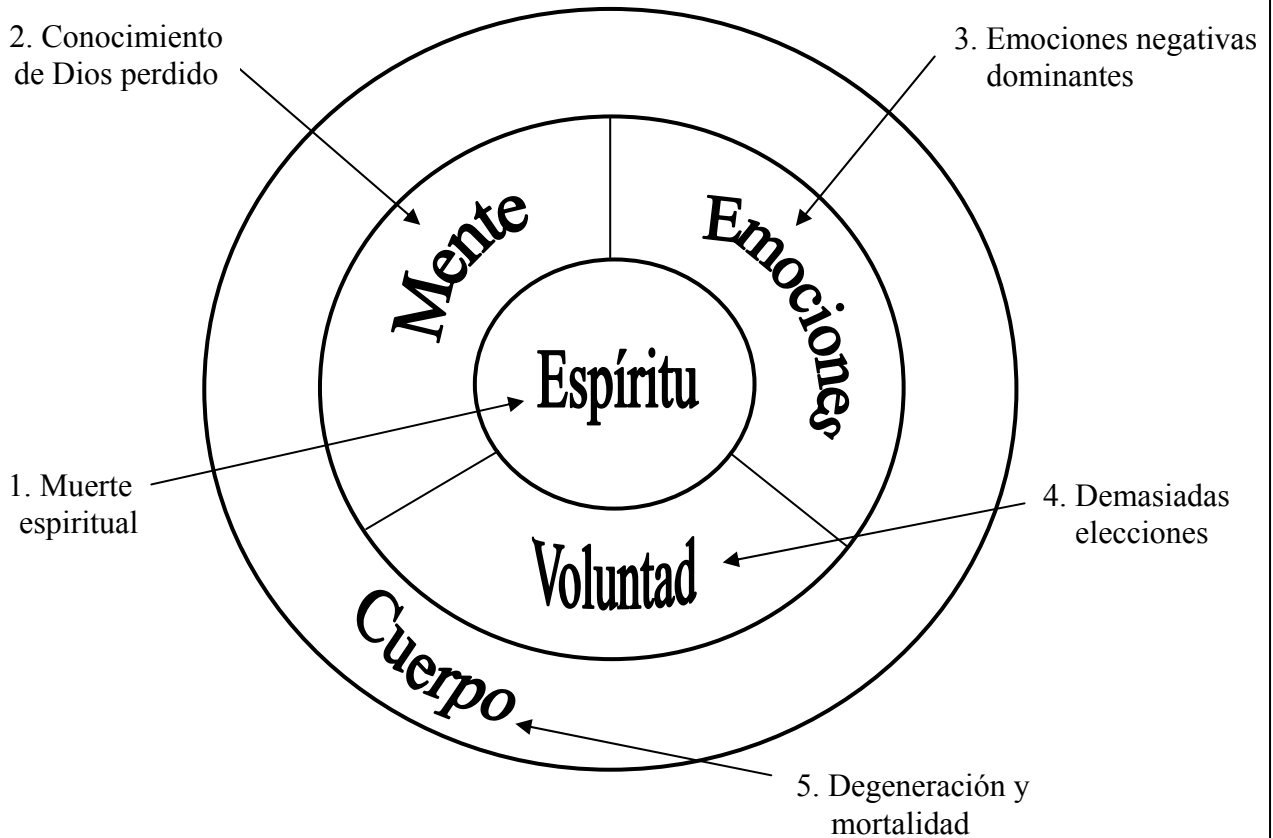 2. Conocimiento
de Dios perdido
3. Emociones negativas
dominantes
Mente
Emociones
Espíritu
1. Muerte
espiritual
4. Demasiadas
elecciones
Voluntad
Cuerpo
5. Degeneración y
mortalidad